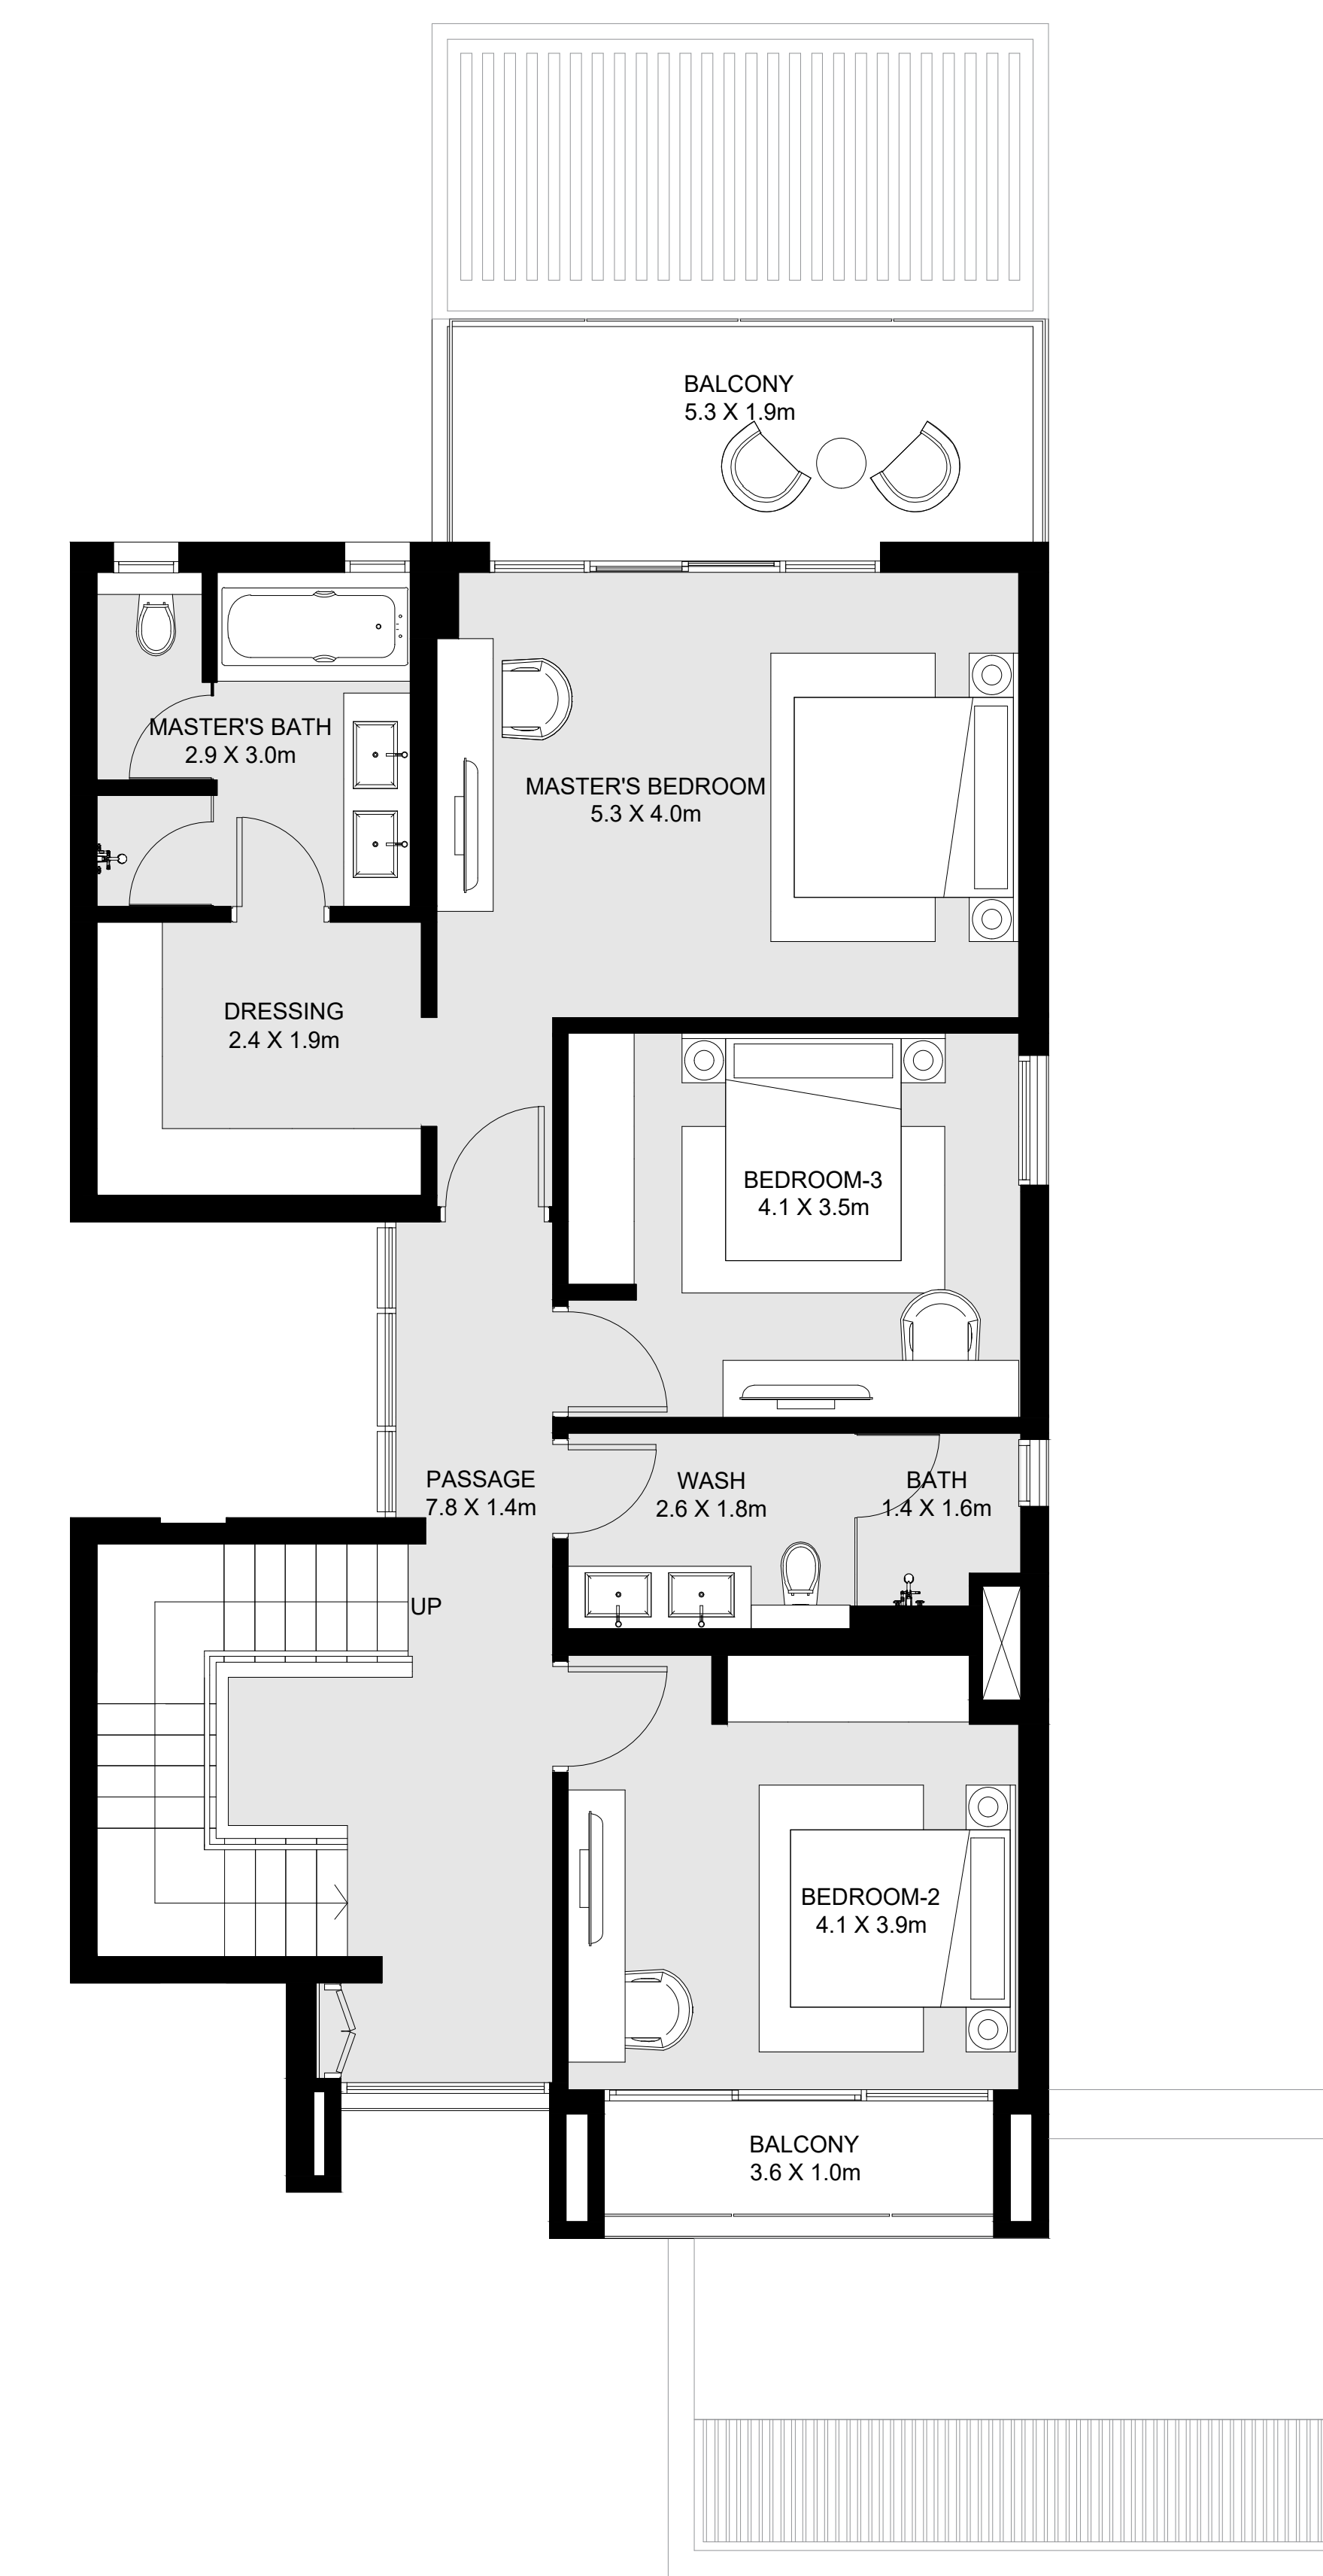 BALCONY
5.3 X 1.9m
MASTER'S BATH
2.9 X 3.0m
MASTER'S BEDROOM
5.3 X 4.0m
DRESSING
2.4 X 1.9m
BEDROOM-3
4.1 X 3.5m
PASSAGE
7.8 X 1.4m
WASH
2.6 X 1.8m
BATH
1.4 X 1.6m
UP
BEDROOM-2
4.1 X 3.9m
BALCONY
3.6 X 1.0m